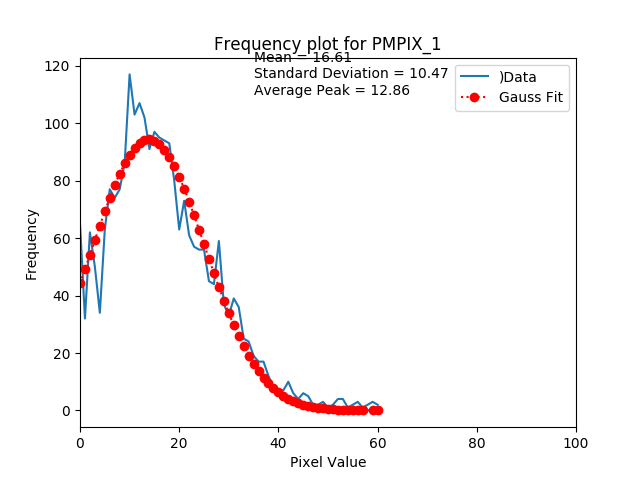 Frequency plot for PMPIX_1
Mean = 16.61
Standard Deviation = 10.47
Average Peak = 12.86
)Data
Gauss Fit
120
100
80
60
40
20
0
Frequency
0 20 40 60 80 100
Pixel Value